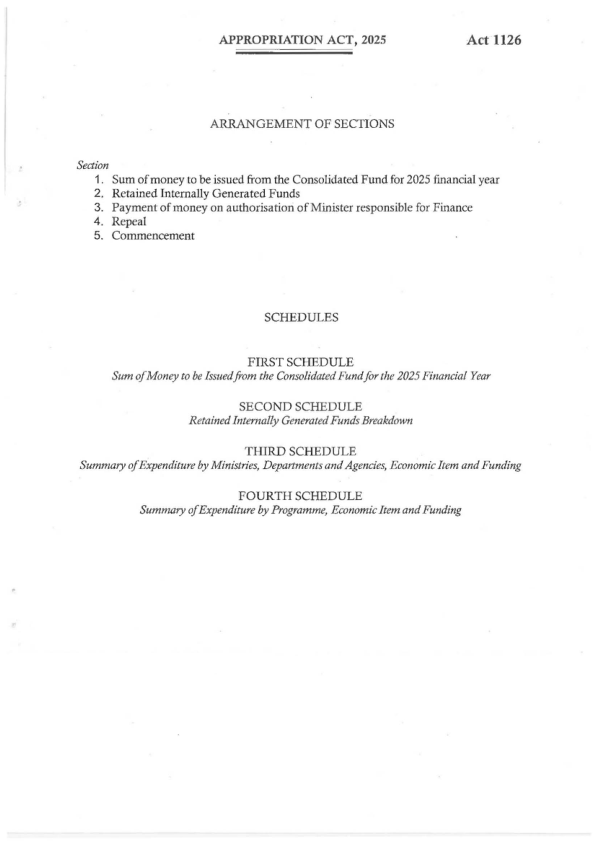 APPROPRIATION ACT, 2025 Act 1126
ARRANGEMENT OF SECTIONS
Section
1. Sum of money to be issued from the Consolidated Fund for 2025 financial year
2. Retained Internally Generated Funds
3. Payment of money on authorisation of Minister responsible for Finance
4. Repeal
5. Commencement
SCHEDULES
FIRST SCHEDULE
Sum of Money to be Issued from the Consolidated Fund for the 2025 Financial Year
SECOND SCHEDULE
Retained Internally Generated Funds Breakdown
THIRD SCHEDULE
Summary of Expenditure by Ministries, Departments and Agencies, Economic Item and Funding
FOURTH SCHEDULE
Summary of Expenditure by Programme, Economic Item and Funding